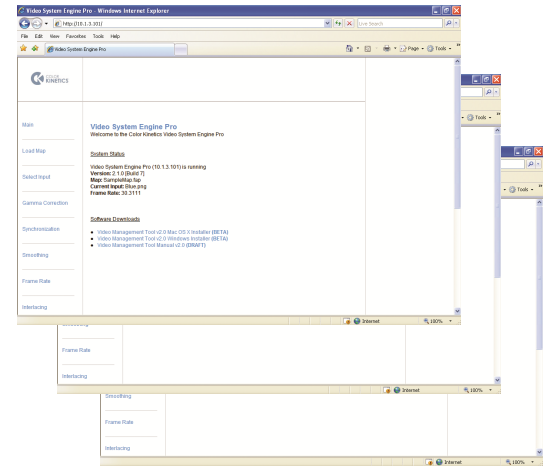 Video System Engine Pro - Windows Internet Explorer
http://10.1.3.101/
Live Search
File Edit View Favorites Tools Help
Video System Engine Pro
Page Tools
COLOR
KINETICS
Main
Load Map
Select Input
Gamma Correction
Synchronization
Smoothing
Frame Rate
Interlacing
Video System Engine Pro
Welcome to the Color Kinetics Video System Engine Pro
System Status
Video System Engine Pro (10.1.3.101) is running
Version: 2.1.0 [Build 7]
Map: SampleMap.fap
Current Input: Blue.png
Frame Rate: 30.3111
Software Downloads
Video Management Tool v2.0 Mac OS X Installer (BETA)
Video Management Tool v2.0 Windows Installer (BETA)
Video Management Tool Manual v2.0 (DRAFT)
Internet 100%
Tools
Frame Rate
Interlacing
Internet 100%
Tools
Smoothing
Frame Rate
Interlacing
Internet 100%